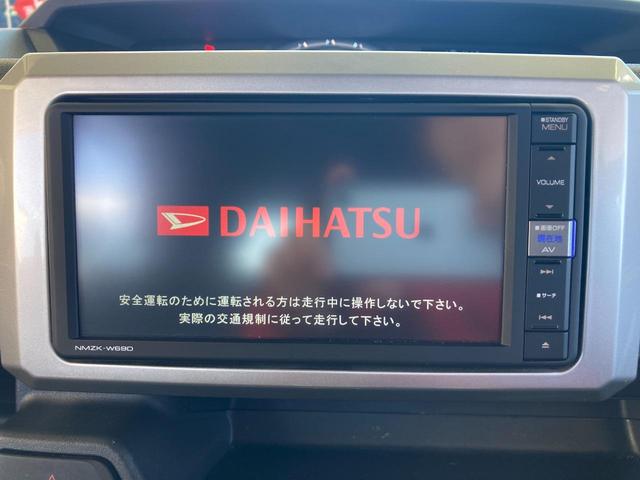 ■STANDBY
MENU
VOLUME
■画面OFF
現在地
AV
■サーチ
DAIHATSU
安全運転のために運転される方は走行中に操作しないで下さい。
実際の交通規制に従って走行して下さい。
NMZK-W69D